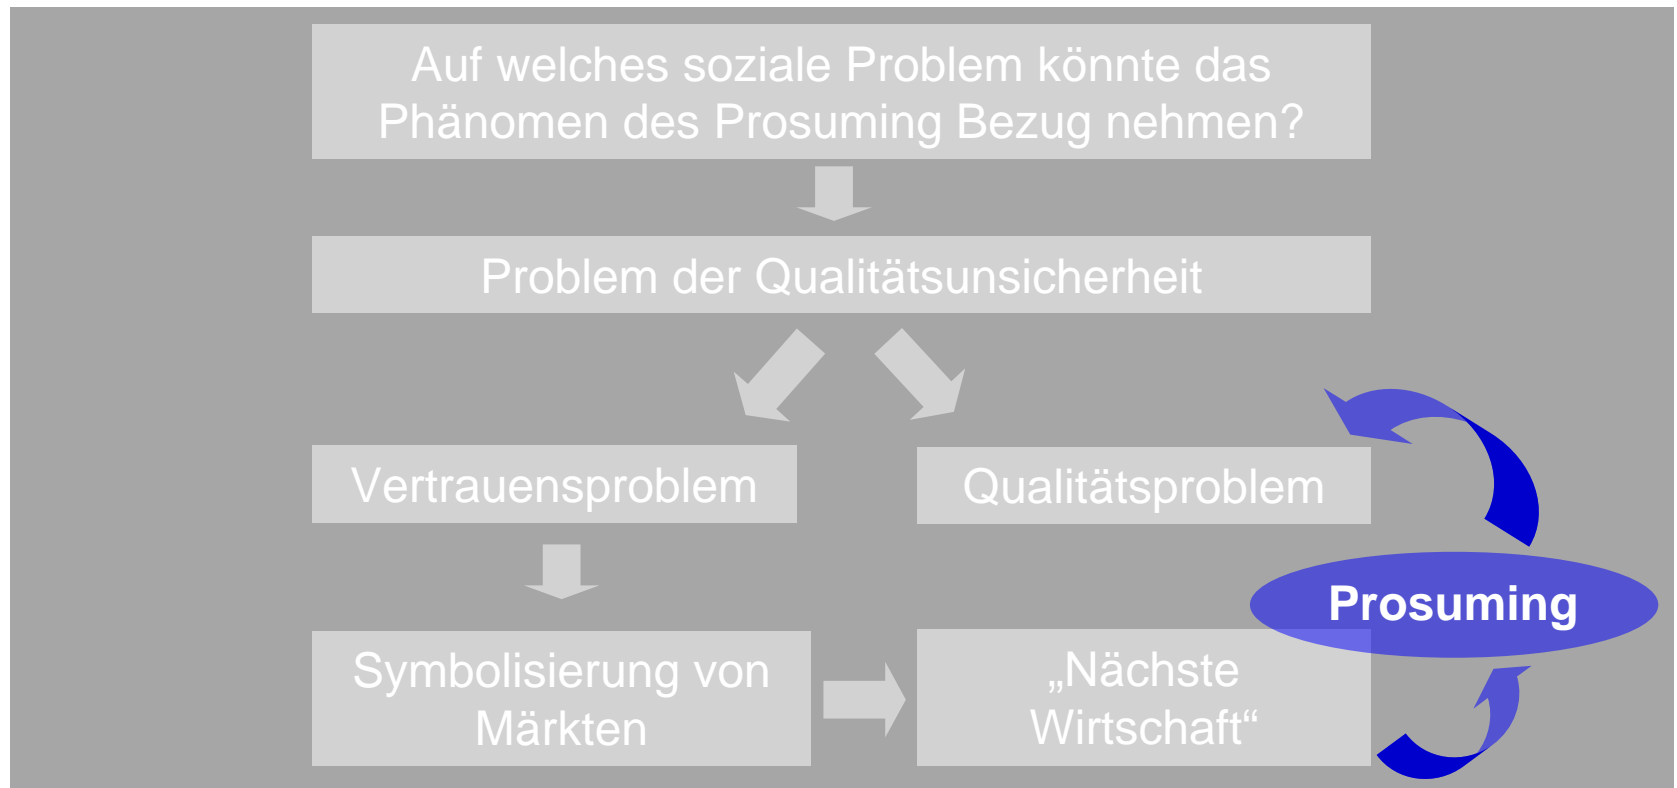 Auf welches soziale Problem könnte das
Phänomen des Prosuming Bezug nehmen?
Problem der Qualitätsunsicherheit
Vertrauensproblem
Qualitätsproblem
Prosuming
Symbolisierung von
Märkten
„Nächste
Wirtschaft“